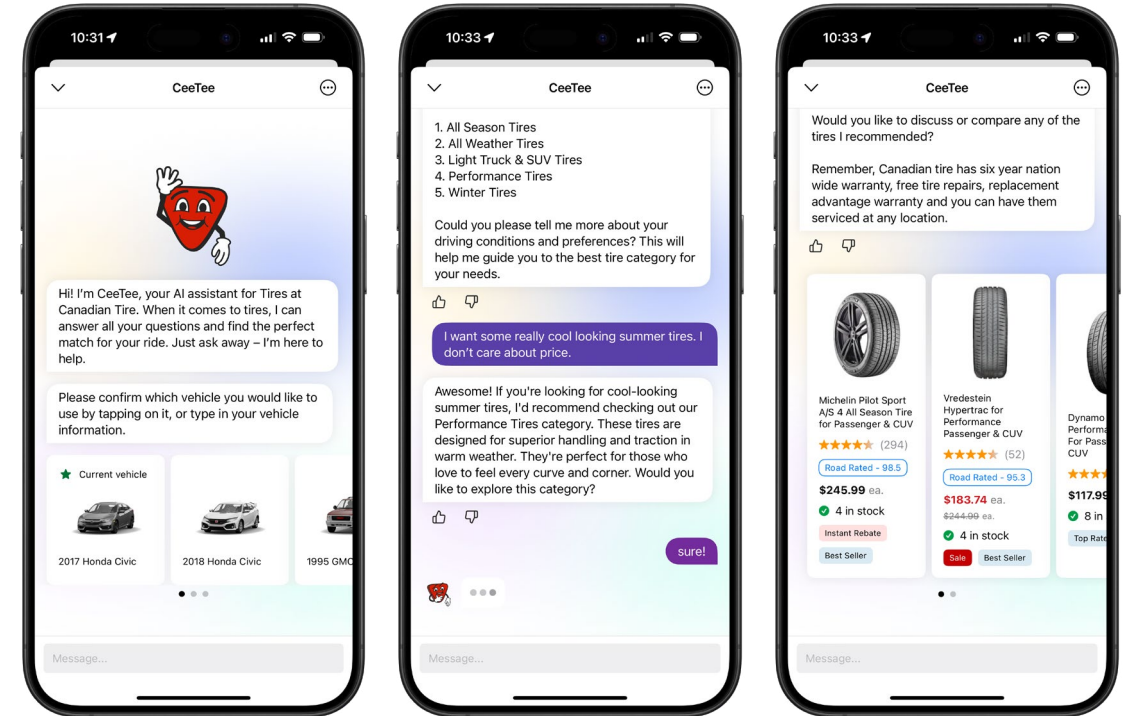 10:31
CeeTee
Hi! I'm CeeTee, your AI assistant for Tires at
Canadian Tire. When it comes to tires, I can
answer all your questions and find the perfect
match for your ride. Just ask away – I'm here to
help.
Please confirm which vehicle you would like to
use by tapping on it, or type in your vehicle
information.
Current vehicle
2017 Honda Civic
2018 Honda Civic
1995 GMC
Message...
10:33
CeeTee
1. All Season Tires
2. All Weather Tires
3. Light Truck & SUV Tires
4. Performance Tires
5. Winter Tires
Could you please tell me more about your
driving conditions and preferences? This will
help me guide you to the best tire category for
your needs.
I want some really cool looking summer tires. I
don't care about price.
Awesome! If you're looking for cool-looking
summer tires, I'd recommend checking out our
Performance Tires category. These tires are
designed for superior handling and traction in
warm weather. They're perfect for those who
love to feel every curve and corner. Would you
like to explore this category?
sure!
Message...
10:33
CeeTee
Would you like to discuss or compare any of the
tires I recommended?
Remember, Canadian tire has six year nation
wide warranty, free tire repairs, replacement
advantage warranty and you can have them
serviced at any location.
Michelin Pilot Sport
A/S 4 All Season Tire
for Passenger & CUV
(294)
Road Rated - 98.5
$245.99 ea.
4 in stock
Instant Rebate
Best Seller
Vredestein
Hypertrac for
Performance
Passenger & CUV
(52)
Road Rated - 95.3
$183.74 ea.
$244.99 ea.
4 in stock
Sale
Best Seller
Dynamo
Performa
For Pass
CUV
$117.99
8 in
Top Rate
Message...